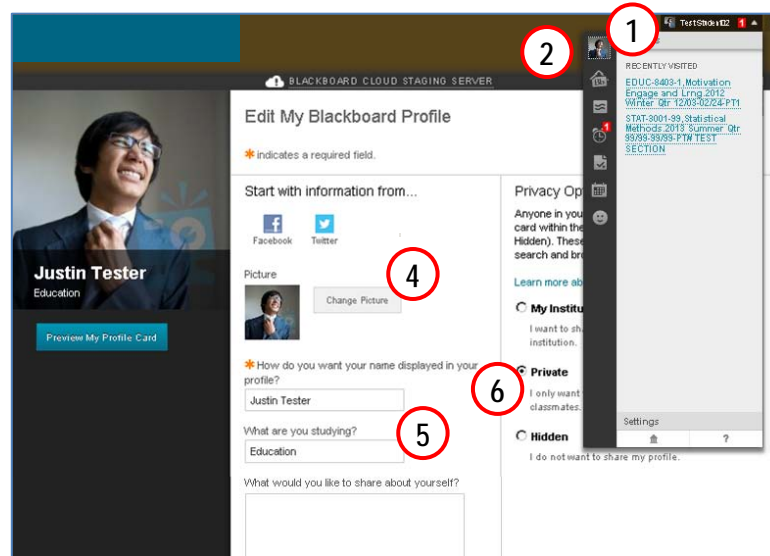 TestStudent02 1
1
2
RECENTLY VISITED
EDUC-8403-1,Motivation
Engage and Lrng.2012
Winter Qtr 12/03-02/24-PT1
STAT-3001-99,Statistical
Methods.2013 Summer Qtr
99/99-99/99-PT# TEST
SECTION
1
Settings
?
BLACKBOARD CLOUD STAGING SERVER
Edit My Blackboard Profile
* indicates a required field.
Start with information from...
Facebook
Twitter
Picture
Change Picture
4
* How do you want your name displayed in your
profile?
Justin Tester
What are you studying?
Education
5
What would you like to share about yourself?
Justin Tester
Education
Preview My Profile Card
Privacy Op
Anyone in you
card within the
Hidden). These
search and bro
Learn more ab
My Institu
I want to sh
institution.
Private
6
I only want
classmates.
Hidden
I do not want to share my profile.